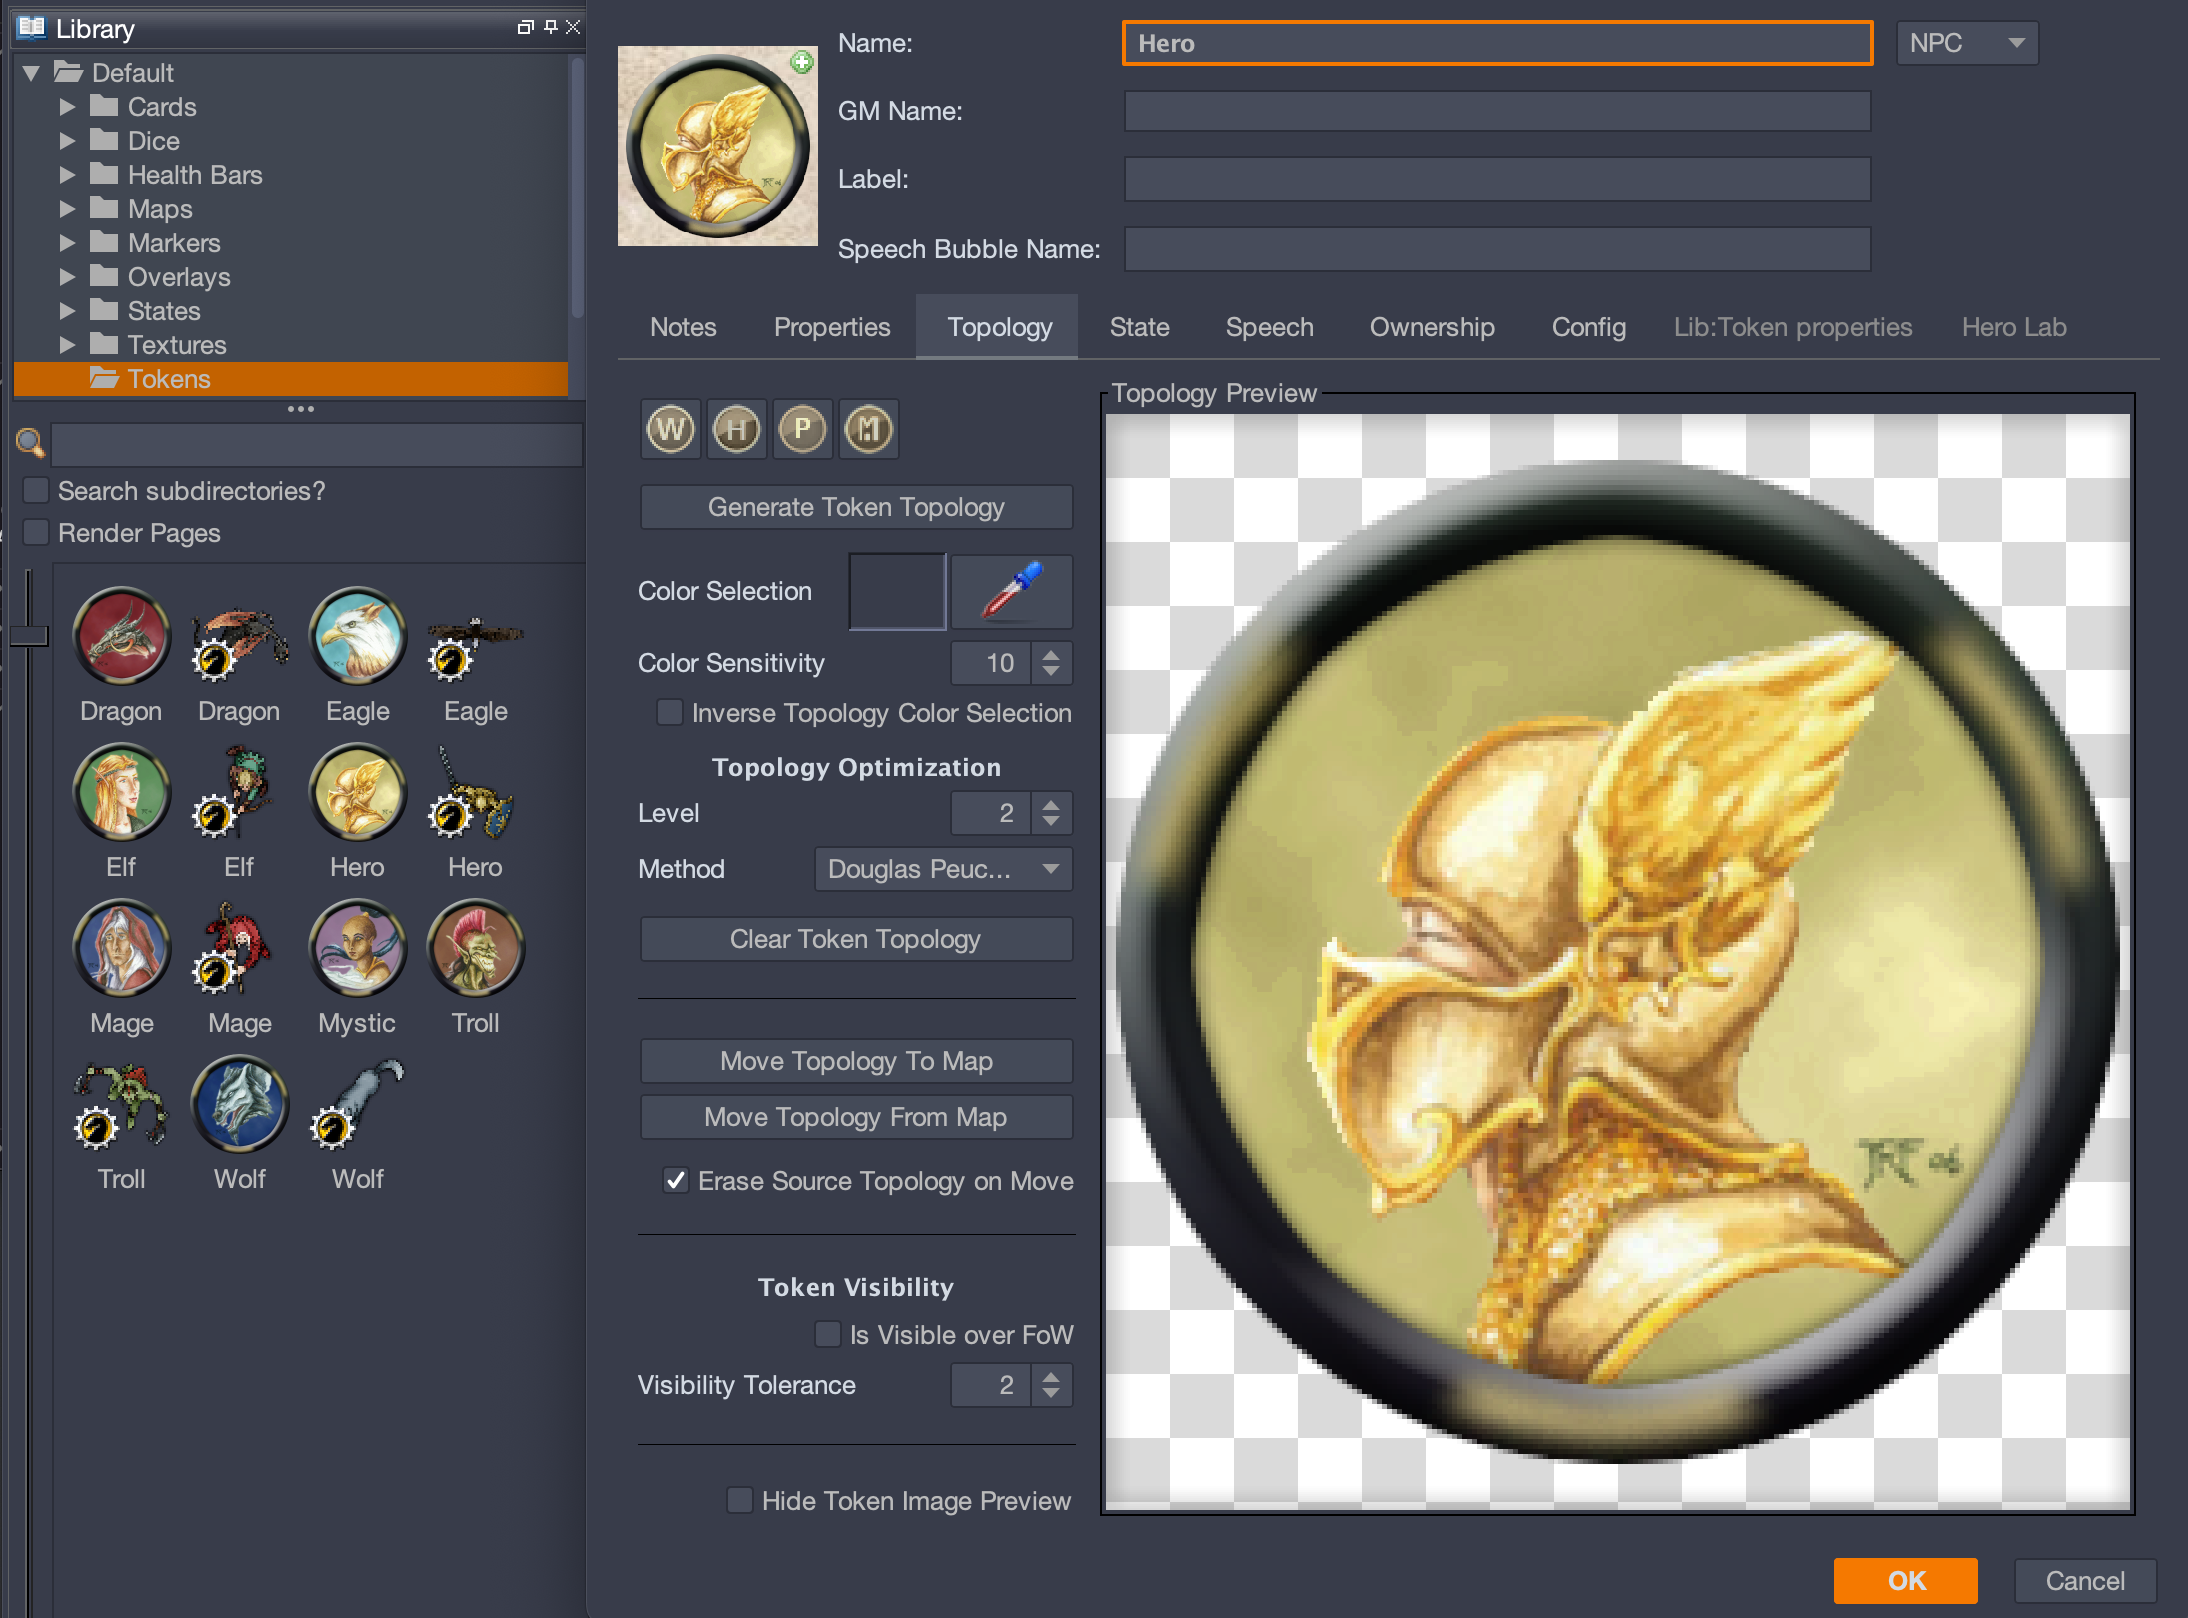 Library
Default
Cards
Dice
Health Bars
Maps
Markers
Overlays
States
Textures
Tokens
Search subdirectories?
Render Pages
Dragon Dragon Eagle Eagle
Elf Elf Hero Hero
Mage Mage Mystic Troll
Troll Wolf Wolf
Name: Hero NPC
GM Name:
Label:
Speech Bubble Name:
Notes Properties Topology State Speech Ownership Config Lib:Token properties Hero Lab
W H P M
Generate Token Topology
Color Selection
Color Sensitivity 10
Inverse Topology Color Selection
Topology Optimization
Level 2
Method Douglas Peuc...
Clear Token Topology
Move Topology To Map
Move Topology From Map
Erase Source Topology on Move
Token Visibility
Is Visible over FoW
Visibility Tolerance 2
Hide Token Image Preview
Topology Preview
OK Cancel